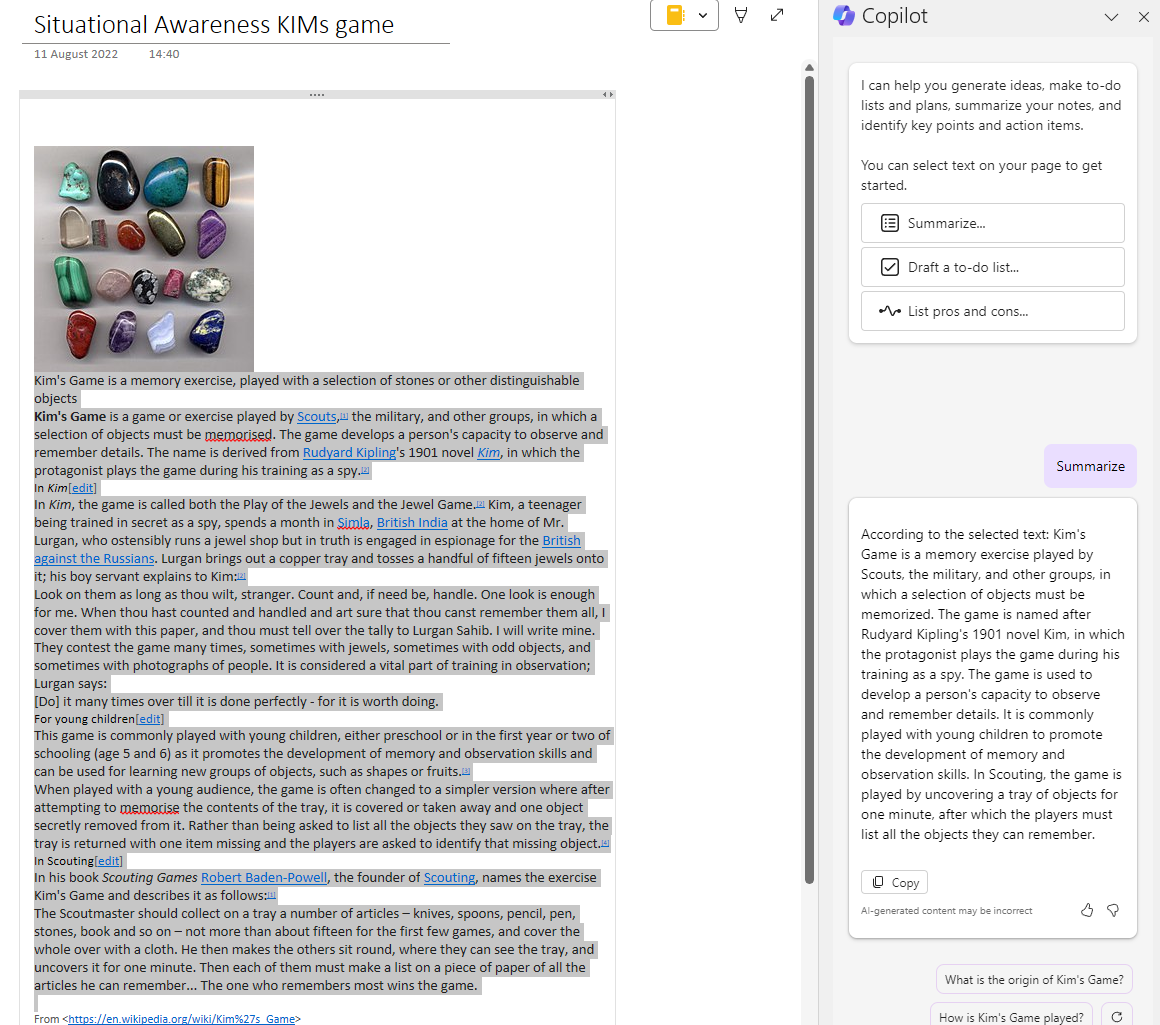 Situational Awareness KIMs game
11 August 2022 14:40
Kim's Game is a memory exercise, played with a selection of stones or other distinguishable
objects
Kim's Game is a game or exercise played by Scouts,[1] the military, and other groups, in which a
selection of objects must be memorised. The game develops a person's capacity to observe and
remember details. The name is derived from Rudyard Kipling's 1901 novel Kim, in which the
protagonist plays the game during his training as a spy.[2]
In Kim[edit]
In Kim, the game is called both the Play of the Jewels and the Jewel Game.[2] Kim, a teenager
being trained in secret as a spy, spends a month in Simla, British India at the home of Mr.
Lurgan, who ostensibly runs a jewel shop but in truth is engaged in espionage for the British
against the Russians. Lurgan brings out a copper tray and tosses a handful of fifteen jewels onto
it; his boy servant explains to Kim:[2]
Look on them as long as thou wilt, stranger. Count and, if need be, handle. One look is enough
for me. When thou hast counted and handled and art sure that thou canst remember them all, I
cover them with this paper, and thou must tell over the tally to Lurgan Sahib. I will write mine.
They contest the game many times, sometimes with jewels, sometimes with odd objects, and
sometimes with photographs of people. It is considered a vital part of training in observation;
Lurgan says:
[Do] it many times over till it is done perfectly - for it is worth doing.
For young children[edit]
This game is commonly played with young children, either preschool or in the first year or two of
schooling (age 5 and 6) as it promotes the development of memory and observation skills and
can be used for learning new groups of objects, such as shapes or fruits.[3]
When played with a young audience, the game is often changed to a simpler version where after
attempting to memorise the contents of the tray, it is covered or taken away and one object
secretly removed from it. Rather than being asked to list all the objects they saw on the tray, the
tray is returned with one item missing and the players are asked to identify that missing object.[4]
In Scouting[edit]
In his book Scouting Games Robert Baden-Powell, the founder of Scouting, names the exercise
Kim's Game and describes it as follows:[5]
The Scoutmaster should collect on a tray a number of articles – knives, spoons, pencil, pen,
stones, book and so on – not more than about fifteen for the first few games, and cover the
whole over with a cloth. He then makes the others sit round, where they can see the tray, and
uncovers it for one minute. Then each of them must make a list on a piece of paper of all the
articles he can remember... The one who remembers most wins the game.
From <https://en.wikipedia.org/wiki/Kim%27s_Game>
Copilot
I can help you generate ideas, make to-do
lists and plans, summarize your notes, and
identify key points and action items.
You can select text on your page to get
started.
Summarize...
Draft a to-do list...
List pros and cons...
Summarize
According to the selected text: Kim's
Game is a memory exercise played by
Scouts, the military, and other groups, in
which a selection of objects must be
memorized. The game is named after
Rudyard Kipling's 1901 novel Kim, in which
the protagonist plays the game during his
training as a spy. The game is used to
develop a person's capacity to observe
and remember details. It is commonly
played with young children to promote
the development of memory and
observation skills. In Scouting, the game is
played by uncovering a tray of objects for
one minute, after which the players must
list all the objects they can remember.
Copy
AI-generated content may be incorrect
What is the origin of Kim's Game?
How is Kim's Game played?